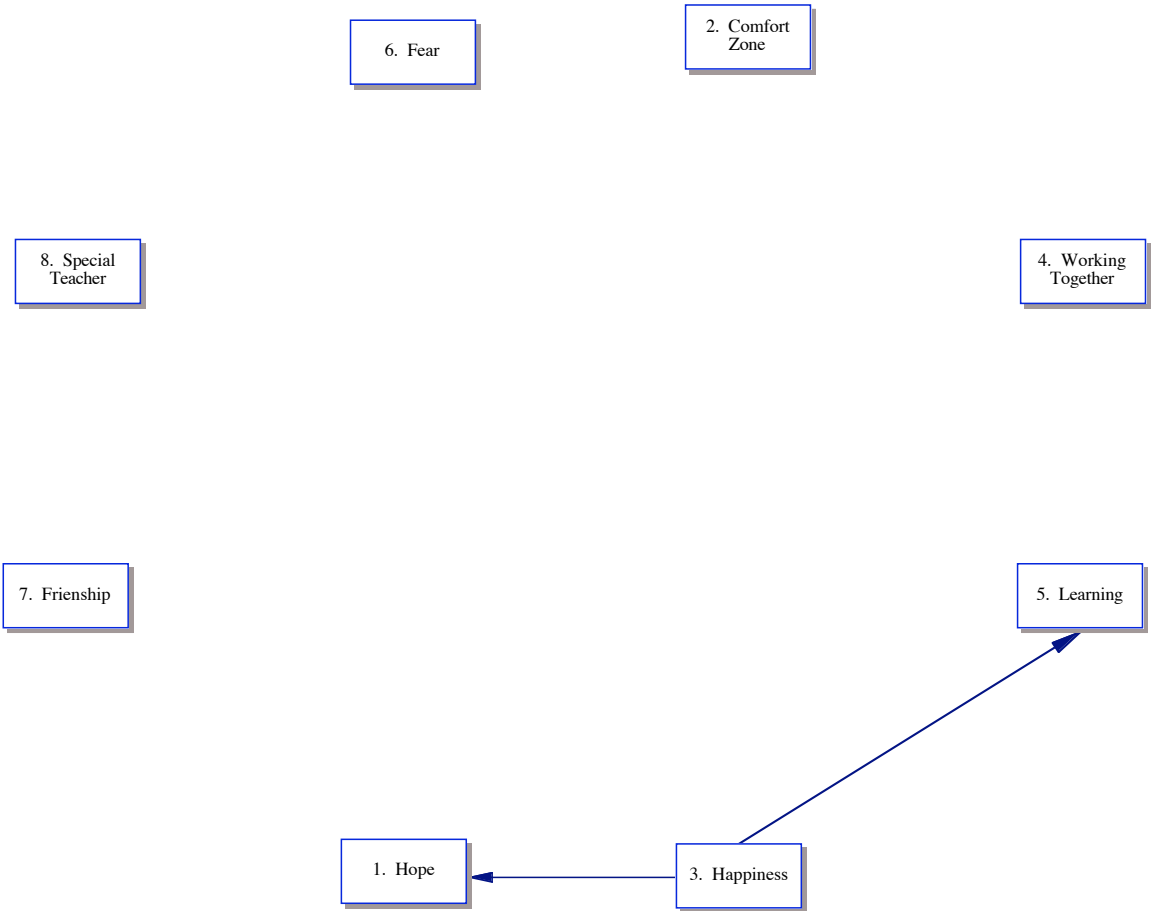 6. Fear
2. Comfort
Zone
8. Special
Teacher
4. Working
Together
7. Frienship
5. Learning
1. Hope
3. Happiness